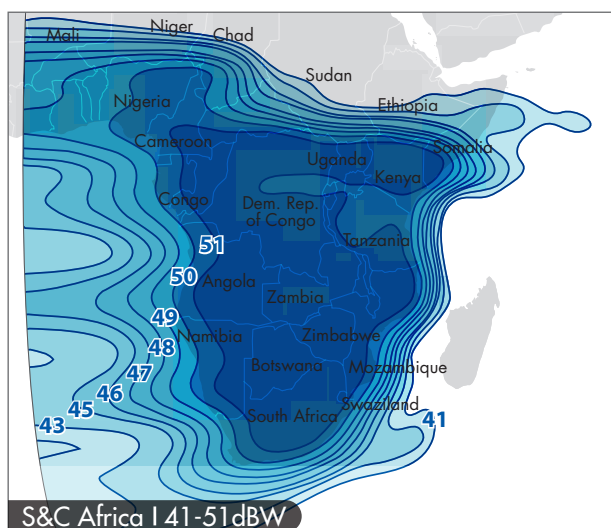 Niger
Mali
Chad
Sudan
Nigeria
Ethiopia
Cameroon
Somalia
Uganda
Kenya
Congo
Dem. Rep.
of Congo
51
Tanzania
50
Angola
Zambia
49
Namibia
Zimbabwe
48
47
Botswana
Mozambique
46
45
Swaziland
43
South Africa
41
S&C Africa I 41-51dBW